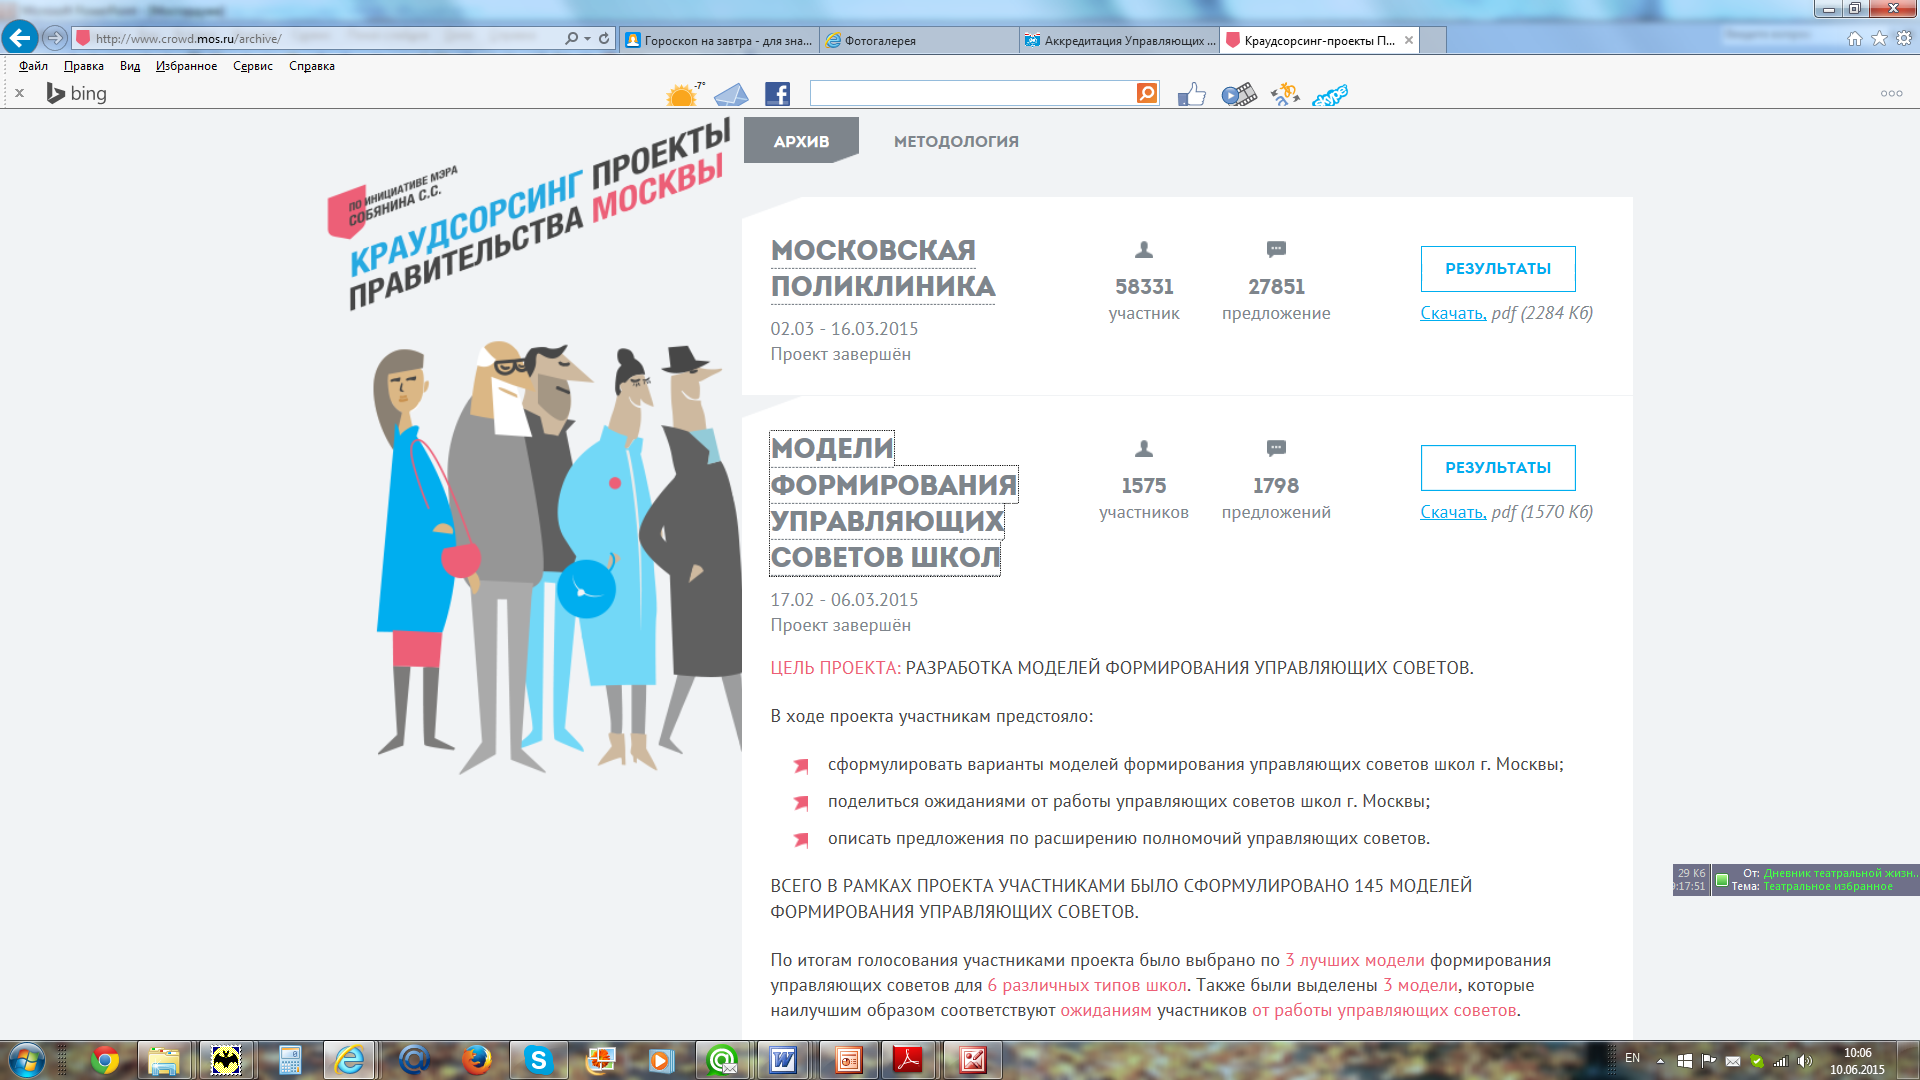 http://www.crowd.mos.ru/archive/
Гороскоп на завтра - для зна...
Фотогалерея
Аккредитация Управляющих ...
Краудсорсинг-проекты П...
Файл Правка Вид Избранное Сервис Справка
x bing
-7°
skype
ПО ИНИЦИАТИВЕ МЭРА
СОБЯНИНА С.С.
КРАУДСОРСИНГ ПРОЕКТЫ
ПРАВИТЕЛЬСТВА МОСКВЫ
АРХИВ
МЕТОДОЛОГИЯ
МОСКОВСКАЯ
ПОЛИКЛИНИКА
02.03 - 16.03.2015
Проект завершён
58331
участник
27851
предложение
РЕЗУЛЬТАТЫ
Скачать, pdf (2284 Кб)
МОДЕЛИ
ФОРМИРОВАНИЯ
УПРАВЛЯЮЩИХ
СОВЕТОВ ШКОЛ
17.02 - 06.03.2015
Проект завершён
1575
участников
1798
предложений
РЕЗУЛЬТАТЫ
Скачать, pdf (1570 Кб)
ЦЕЛЬ ПРОЕКТА: РАЗРАБОТКА МОДЕЛЕЙ ФОРМИРОВАНИЯ УПРАВЛЯЮЩИХ СОВЕТОВ.
В ходе проекта участникам предстояло:
сформулировать варианты моделей формирования управляющих советов школ г. Москвы;
поделиться ожиданиями от работы управляющих советов школ г. Москвы;
описать предложения по расширению полномочий управляющих советов.
ВСЕГО В РАМКАХ ПРОЕКТА УЧАСТНИКАМИ БЫЛО СФОРМУЛИРОВАНО 145 МОДЕЛЕЙ
ФОРМИРОВАНИЯ УПРАВЛЯЮЩИХ СОВЕТОВ.
По итогам голосования участниками проекта было выбрано по 3 лучших модели формирования
управляющих советов для 6 различных типов школ. Также были выделены 3 модели, которые
наилучшим образом соответствуют ожиданиям участников от работы управляющих советов.
29 Кб От: Дневник театральной жизн..
:17:51 Тема: Театральное избранное
EN
10:06
10.06.2015